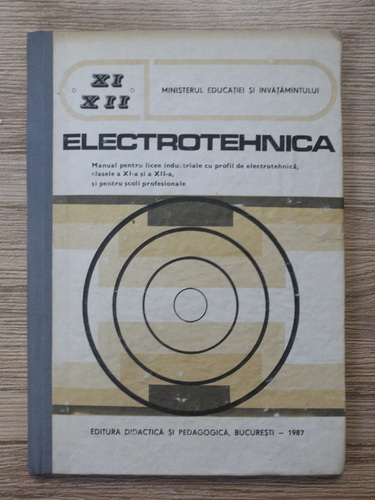 XI
XII
MINISTERUL EDUCAȚIEI ȘI ÎNVĂȚĂMÎNTULUI
ELECTROTEHNICA
Manual pentru licee industriale cu profil de electrotehnică,
clasele a XI-a și a XII-a,
și pentru școli profesionale
EDITURA DIDACTICĂ ȘI PEDAGOGICĂ, BUCUREȘTI – 1987